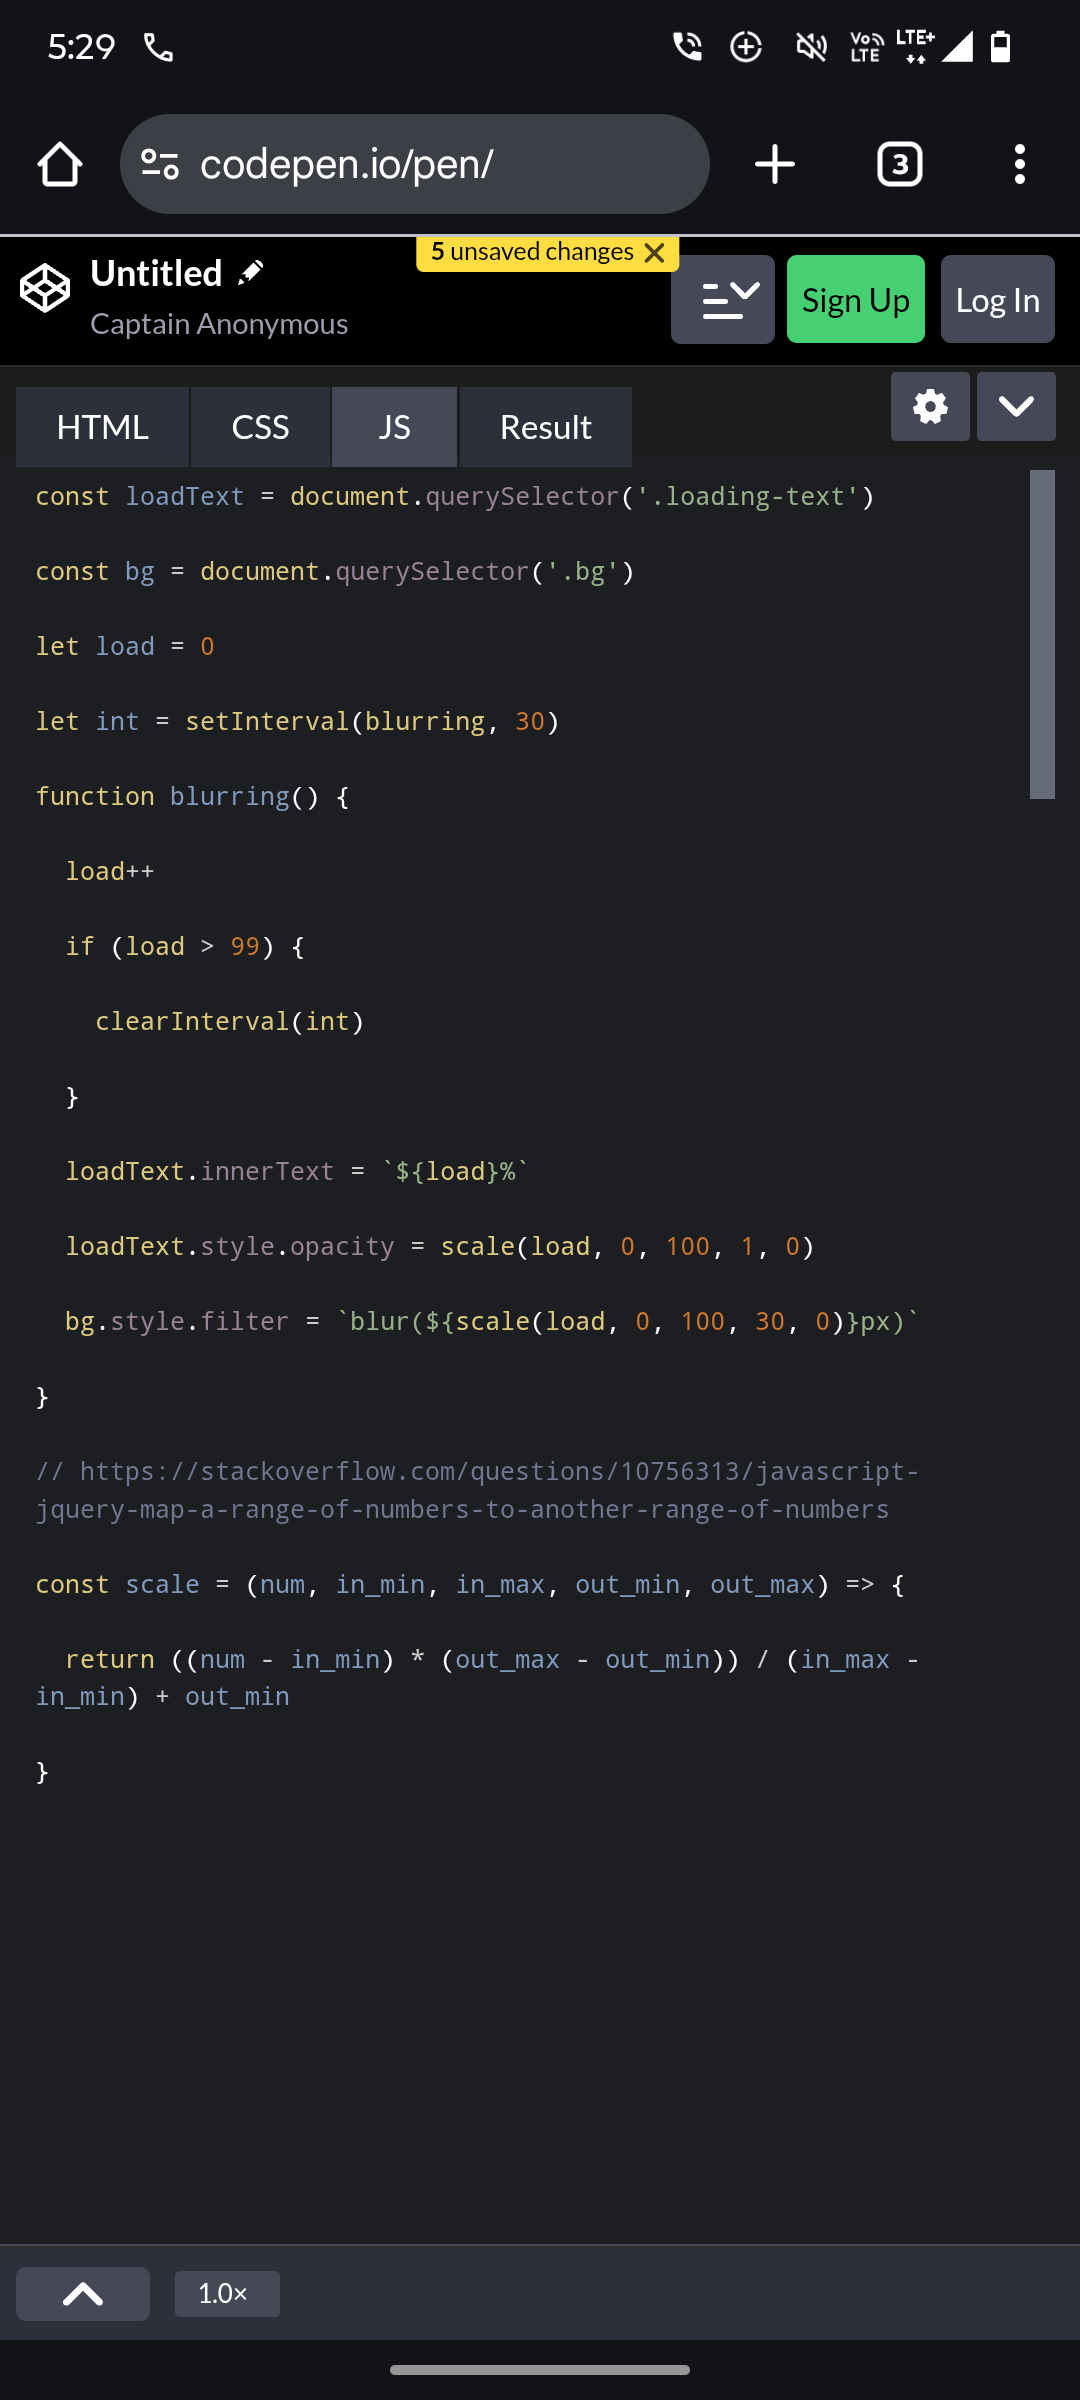 5:29
Vo LTE
LTE+
codepen.io/pen/
3
5 unsaved changes
Untitled
Captain Anonymous
Sign Up
Log In
HTML
CSS
JS
Result
const loadText = document.querySelector('.loading-text')
const bg = document.querySelector('.bg')
let load = 0
let int = setInterval(blurring, 30)
function blurring() {
  load++
  if (load > 99) {
    clearInterval(int)
  }
  loadText.innerText = `${load}%`
  loadText.style.opacity = scale(load, 0, 100, 1, 0)
  bg.style.filter = `blur(${scale(load, 0, 100, 30, 0)}px)`
}
// https://stackoverflow.com/questions/10756313/javascript-
jquery-map-a-range-of-numbers-to-another-range-of-numbers
const scale = (num, in_min, in_max, out_min, out_max) => {
  return ((num - in_min) * (out_max - out_min)) / (in_max -
in_min) + out_min
}
1.0×